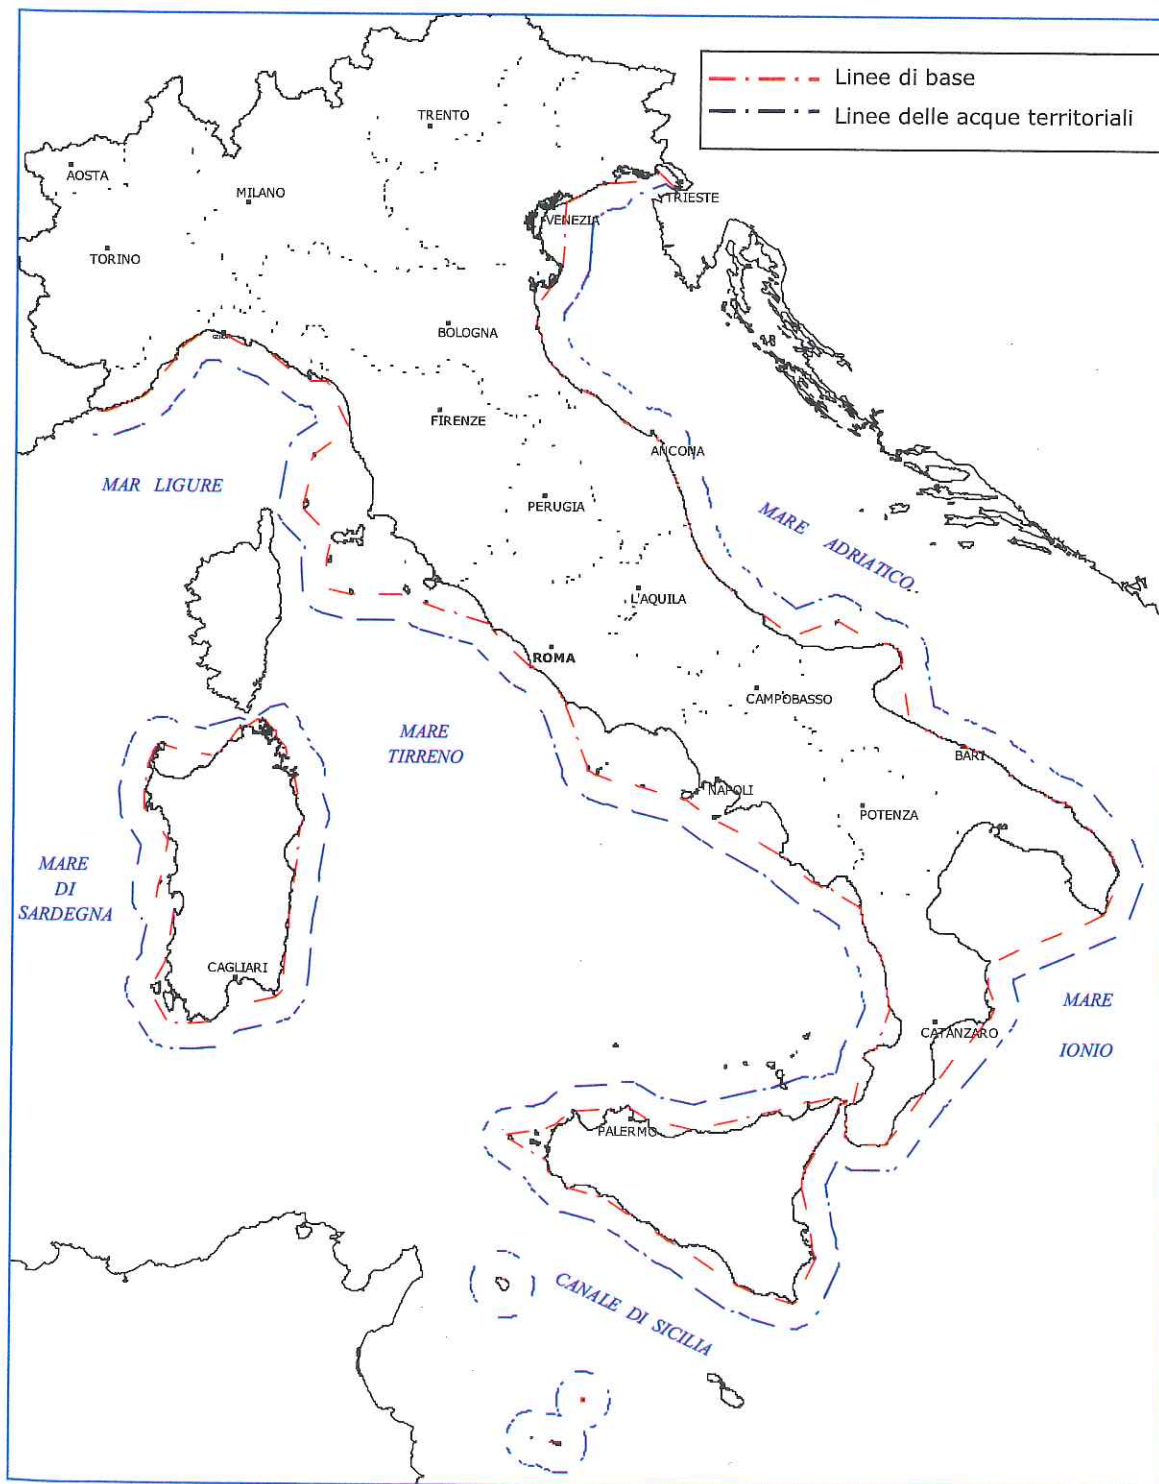 Linee di base
Linee delle acque territoriali
TRENTO
AOSTA
MILANO
TRIESTE
VENEZIA
TORINO
BOLOGNA
FIRENZE
ANCONA
MAR LIGURE
PERUGIA
MARE ADRIATICO
L'AQUILA
ROMA
CAMPOBASSO
MARE
TIRRENO
BARI
NAPOLI
POTENZA
MARE
DI
SARDEGNA
CAGLIARI
MARE
IONIO
CATANZARO
PALERMO
CANALE DI SICILIA